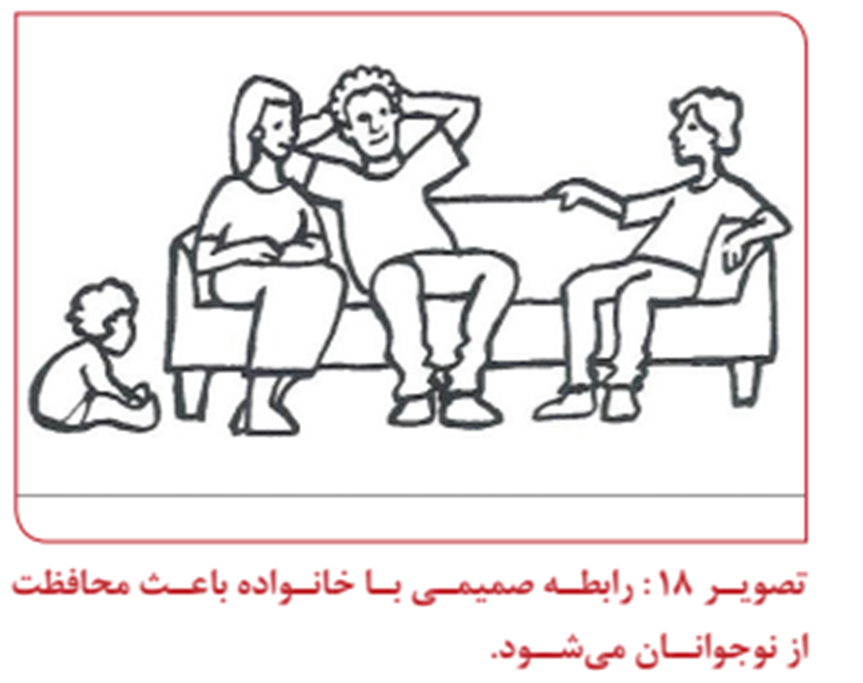 تصویر ۱۸: رابطه صمیمی با خانواده باعث محافظت
از نوجوانان می‌شود.